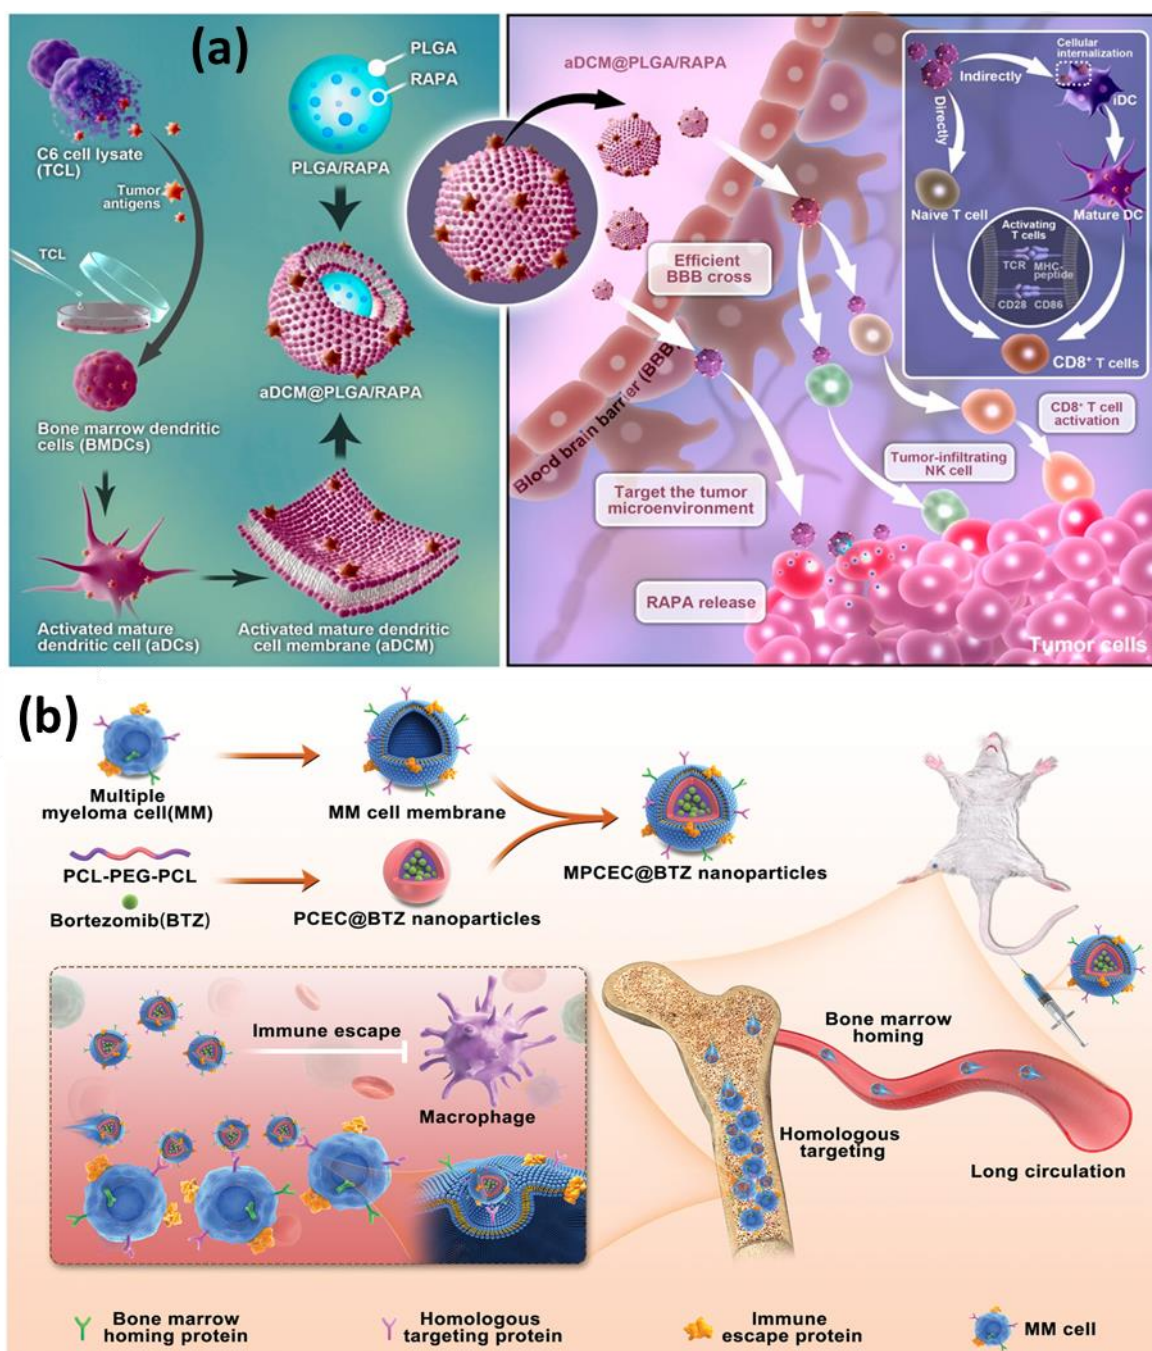 (a)
C6 cell lysate
(TCL)
Tumor
antigens
TCL
Bone marrow dendritic
cells (BMDCs)
Activated mature
dendritic cell (aDCs)
PLGA
RAPA
PLGA/RAPA
aDCM@PLGA/RAPA
Activated mature dendritic
cell membrane (aDCM)
aDCM@PLGA/RAPA
Efficient
BBB cross
Blood brain barrier (BBB)
Target the tumor
microenvironment
RAPA release
Tumor-infiltrating
NK cell
CD8⁺ T cell
activation
Tumor cells
Cellular
internalization
Indirectly
iDC
Directly
Naive T cell
Mature DC
Activating
T cells
TCR
MHC-
peptide
CD28
CD86
CD8⁺ T cells
(b)
Multiple
myeloma cell(MM)
MM cell membrane
PCL-PEG-PCL
Bortezomib(BTZ)
PCEC@BTZ nanoparticles
MPCEC@BTZ nanoparticles
Immune escape
Macrophage
Bone marrow
homing
Homologous
targeting
Long circulation
Bone marrow
homing protein
Homologous
targeting protein
Immune
escape protein
MM cell